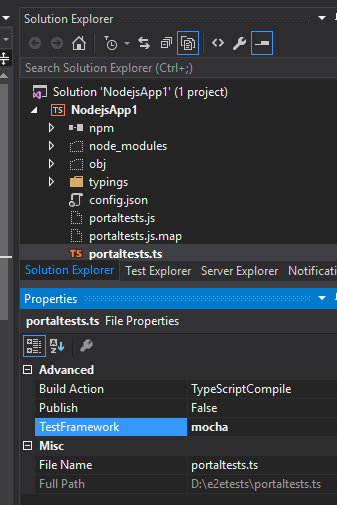 Solution Explorer
Search Solution Explorer (Ctrl+;)
Solution 'NodejsApp1' (1 project)
TS NodejsApp1
npm
node_modules
obj
typings
config.json
portaltests.js
portaltests.js.map
TS portaltests.ts
Solution Explorer Test Explorer Server Explorer Notificati
Properties
portaltests.ts File Properties
Advanced
Build Action TypeScriptCompile
Publish False
TestFramework mocha
Misc
File Name portaltests.ts
Full Path D:\e2etests\portaltests.ts